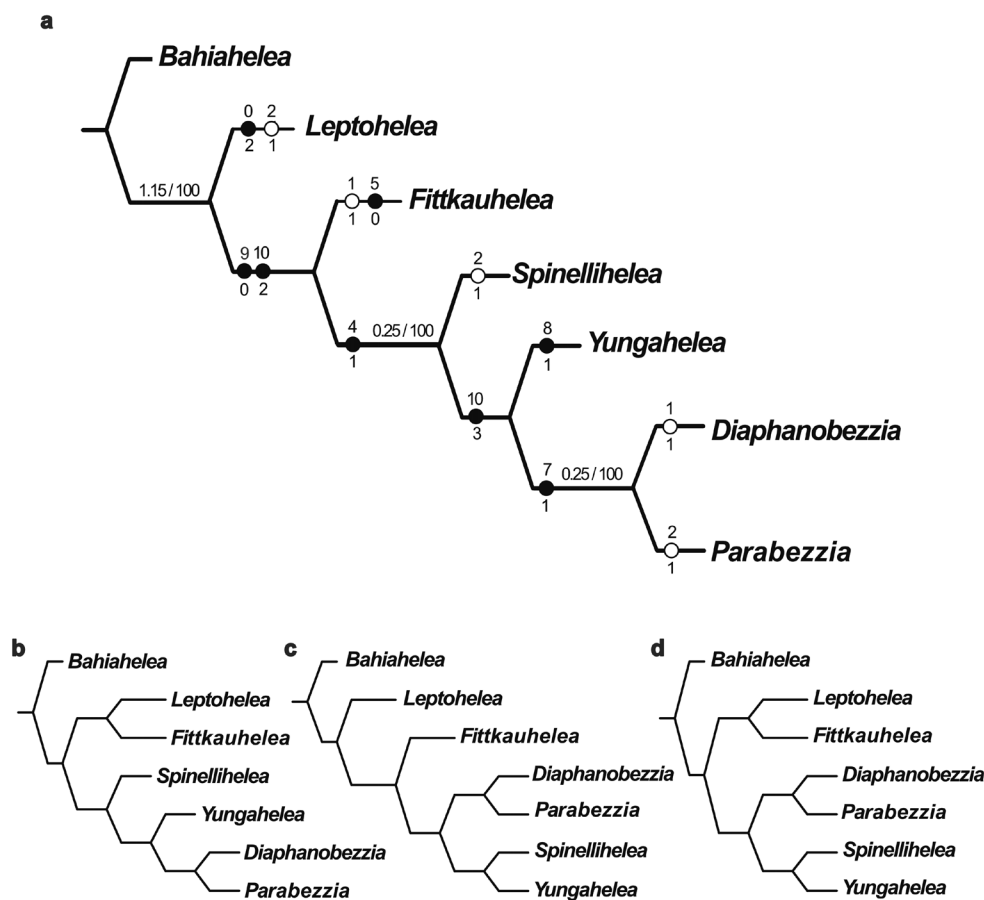 a
Bahiahelea
0 2
Leptohelea
2 1
1.15 / 100
1 5
Fittkauhelea
1 0
9 10
0 2
2
Spinellihelea
1
4
0.25 / 100
1
8
Yungahelea
1
10
3
1
Diaphanobezzia
1
7
0.25 / 100
1
2
Parabezzia
1
b
Bahiahelea
Leptohelea
Fittkauhelea
Spinellihelea
Yungahelea
Diaphanobezzia
Parabezzia
c
Bahiahelea
Leptohelea
Fittkauhelea
Diaphanobezzia
Parabezzia
Spinellihelea
Yungahelea
d
Bahiahelea
Leptohelea
Fittkauhelea
Diaphanobezzia
Parabezzia
Spinellihelea
Yungahelea